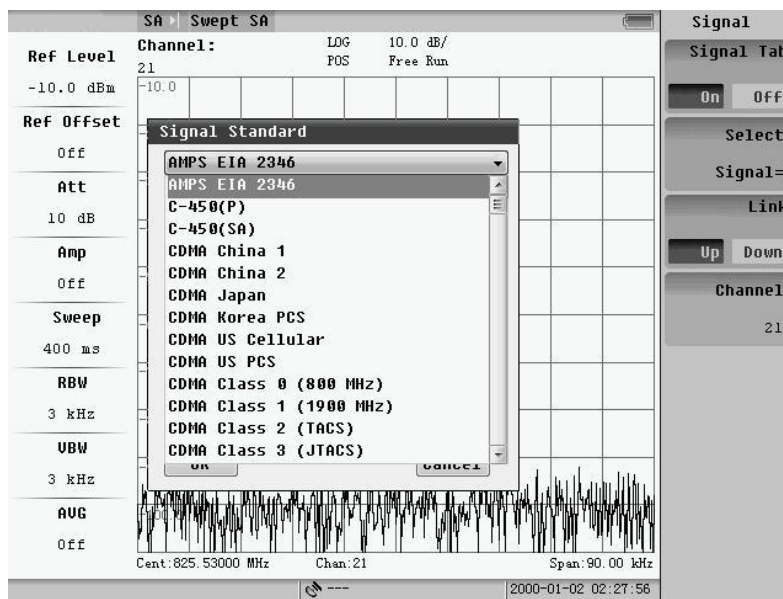 SA Swept SA
Ref Level
-10.0 dBm
Ref Offset
Off
Att
10 dB
Amp
Off
Sweep
400 ms
RBW
3 kHz
VBW
3 kHz
AVG
Off
Channel:
21
LOG 10.0 dB/
POS Free Run
-10.0
Signal Standard
AMPS EIA 2346
AMPS EIA 2346
C-450(P)
C-450(SA)
CDMA China 1
CDMA China 2
CDMA Japan
CDMA Korea PCS
CDMA US Cellular
CDMA US PCS
CDMA Class 0 (800 MHz)
CDMA Class 1 (1900 MHz)
CDMA Class 2 (TACS)
CDMA Class 3 (JTACS)
OK Cancel
Cent:825.53000 MHz Chan:21 Span:90.00 kHz
--- 2000-01-02 02:27:56
Signal
Signal Tab
On Off
Select
Signal=
Link
Up Down
Channel
21